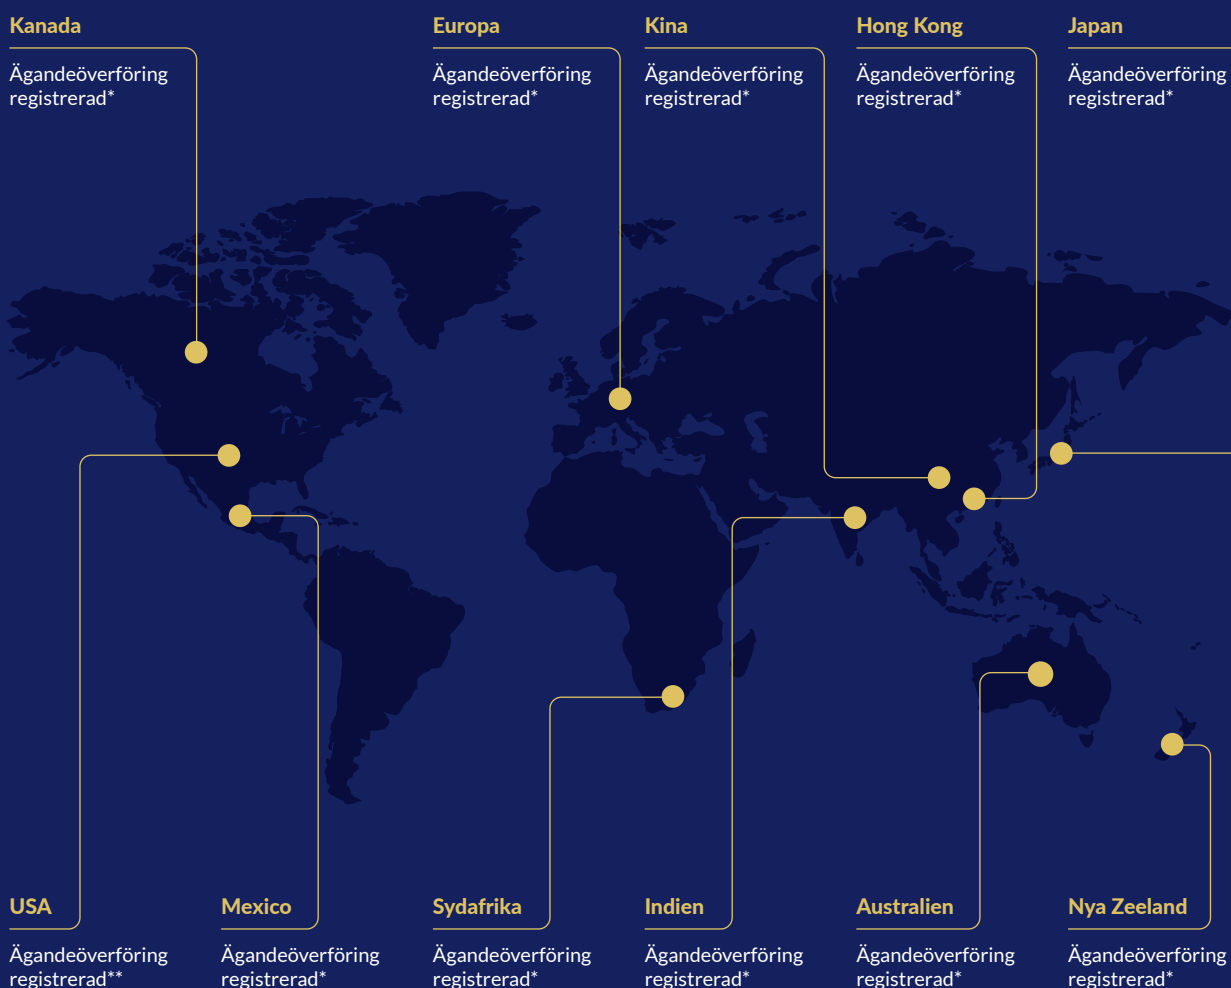 Kanada
Ägandeöverföring
registrerad*
Europa
Ägandeöverföring
registrerad*
Kina
Ägandeöverföring
registrerad*
Hong Kong
Ägandeöverföring
registrerad*
Japan
Ägandeöverföring
registrerad*
USA
Ägandeöverföring
registrerad**
Mexico
Ägandeöverföring
registrerad*
Sydafrika
Ägandeöverföring
registrerad*
Indien
Ägandeöverföring
registrerad*
Australien
Ägandeöverföring
registrerad*
Nya Zeeland
Ägandeöverföring
registrerad*